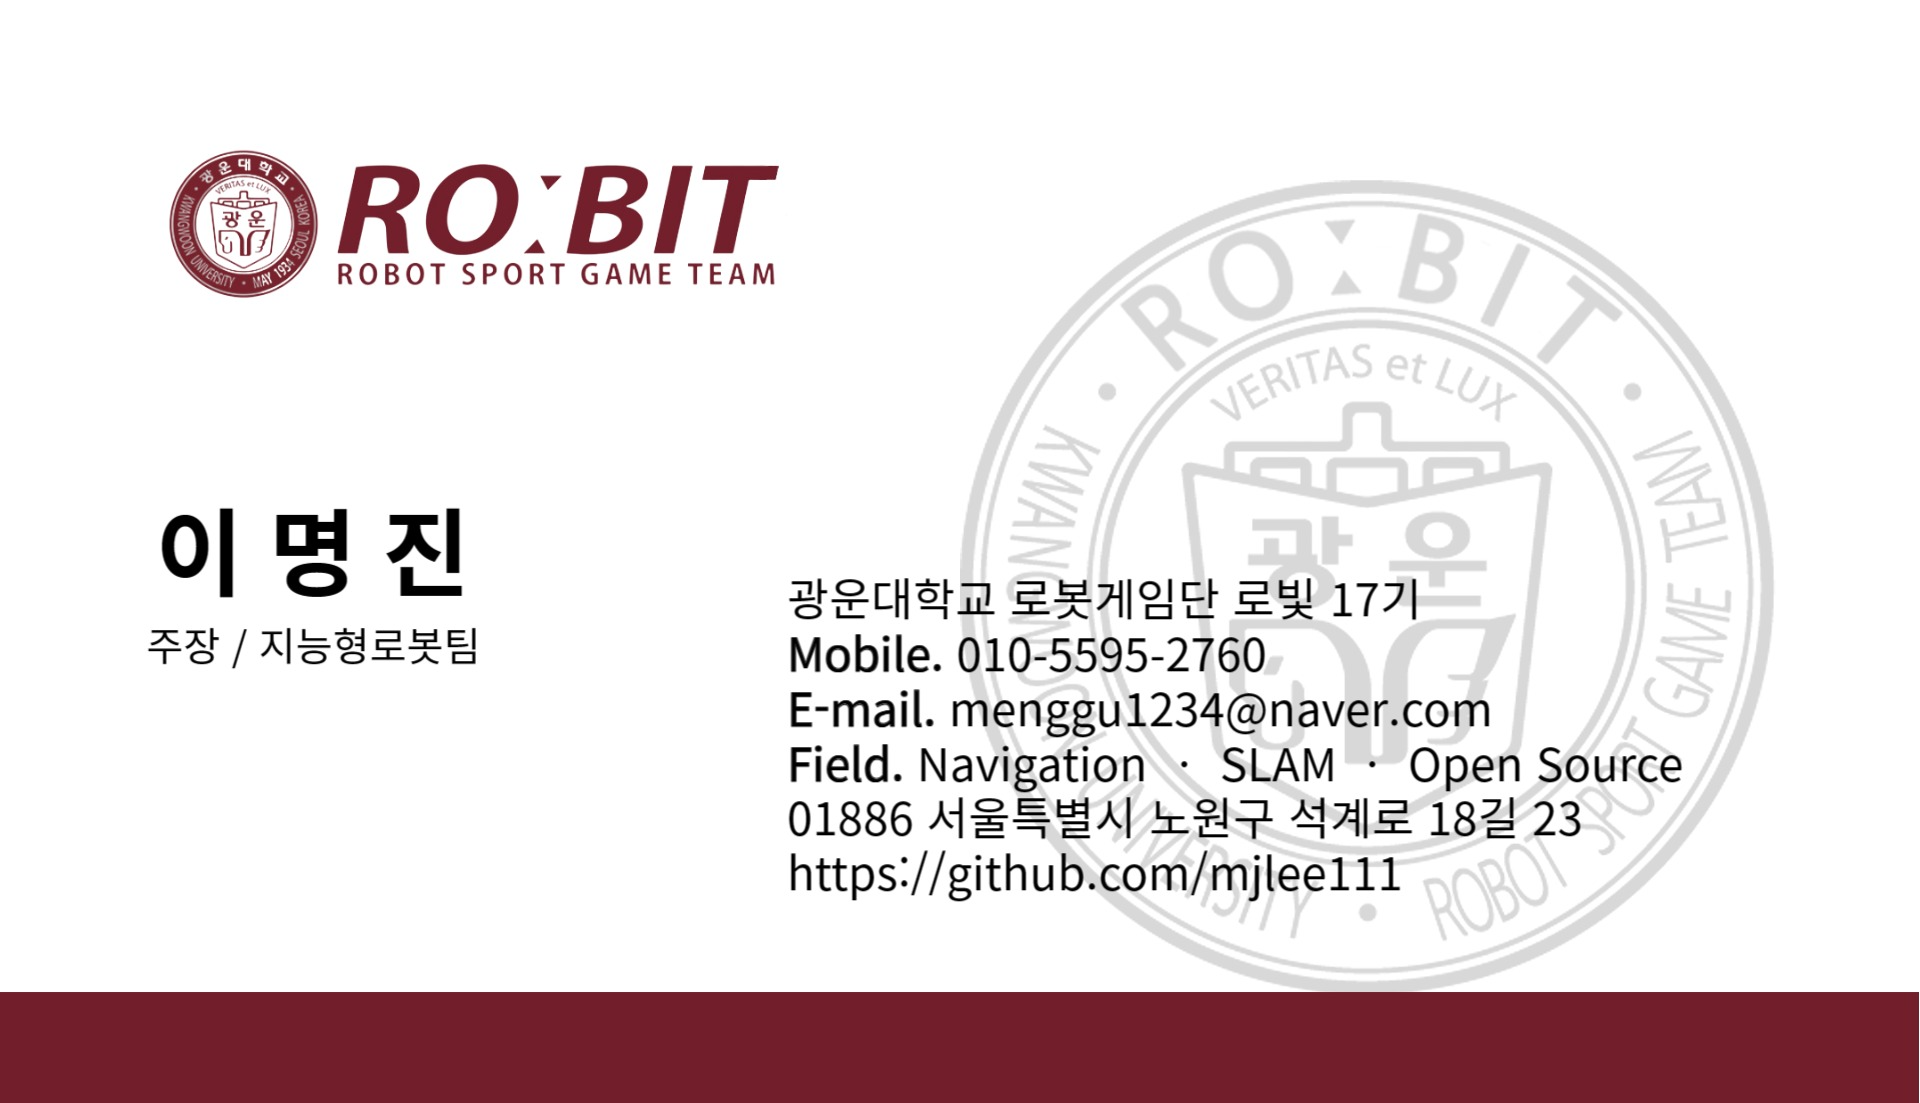 광운대학교
VERITAS et LUX
광운
KWANGWOON UNIVERSITY • MAY 1934 SEOUL KOREA
RO:BIT
ROBOT SPORT GAME TEAM
RO:BIT
VERITAS et LUX
광운
KWANGWOON UNIVERSITY • ROBOT SPORT GAME TEAM
이명진
주장 / 지능형로봇팀
광운대학교 로봇게임단 로빛 17기
Mobile. 010-5595-2760
E-mail. menggu1234@naver.com
Field. Navigation · SLAM · Open Source
01886 서울특별시 노원구 석계로 18길 23
https://github.com/mjlee111